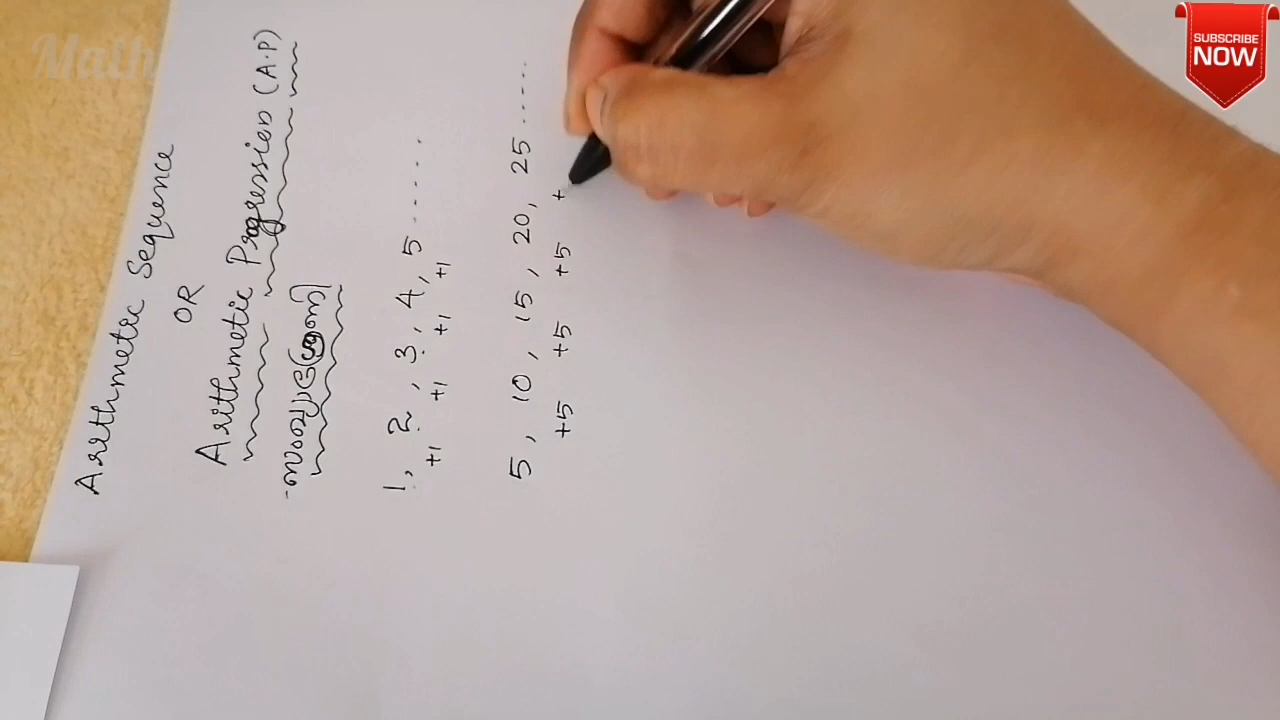 Math
SUBSCRIBE
NOW
Arithmetic Sequence
OR
Arithmetic Progression (A.P)
1, 2, 3, 4, 5 ......
+1 +1 +1 +1
5, 10, 15, 20, 25 .....
+5 +5 +5 +